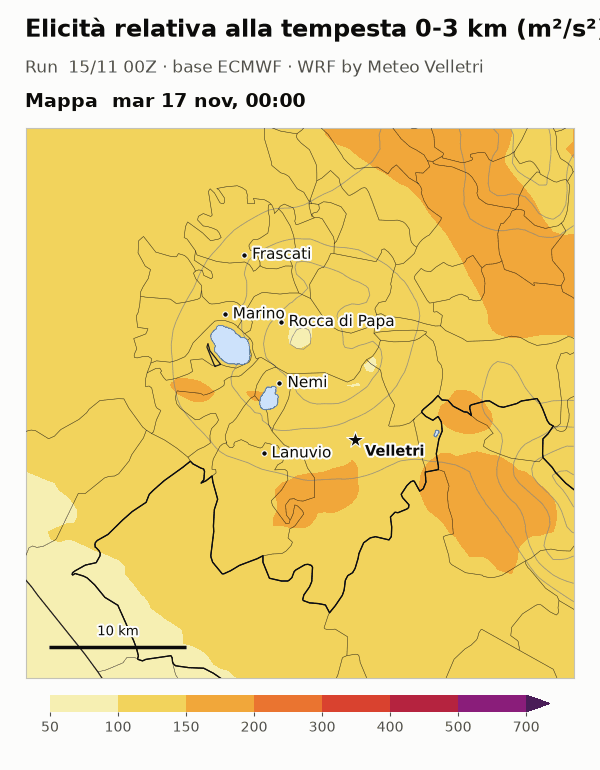 Elicità relativa alla tempesta 0-3 km (m²/s²)
Run  15/11 00Z · base ECMWF · WRF by Meteo Velletri
Mappa  mar 17 nov, 00:00
Frascati
Marino
Rocca di Papa
Nemi
Lanuvio
Velletri
10 km
50 100 150 200 300 400 500 700